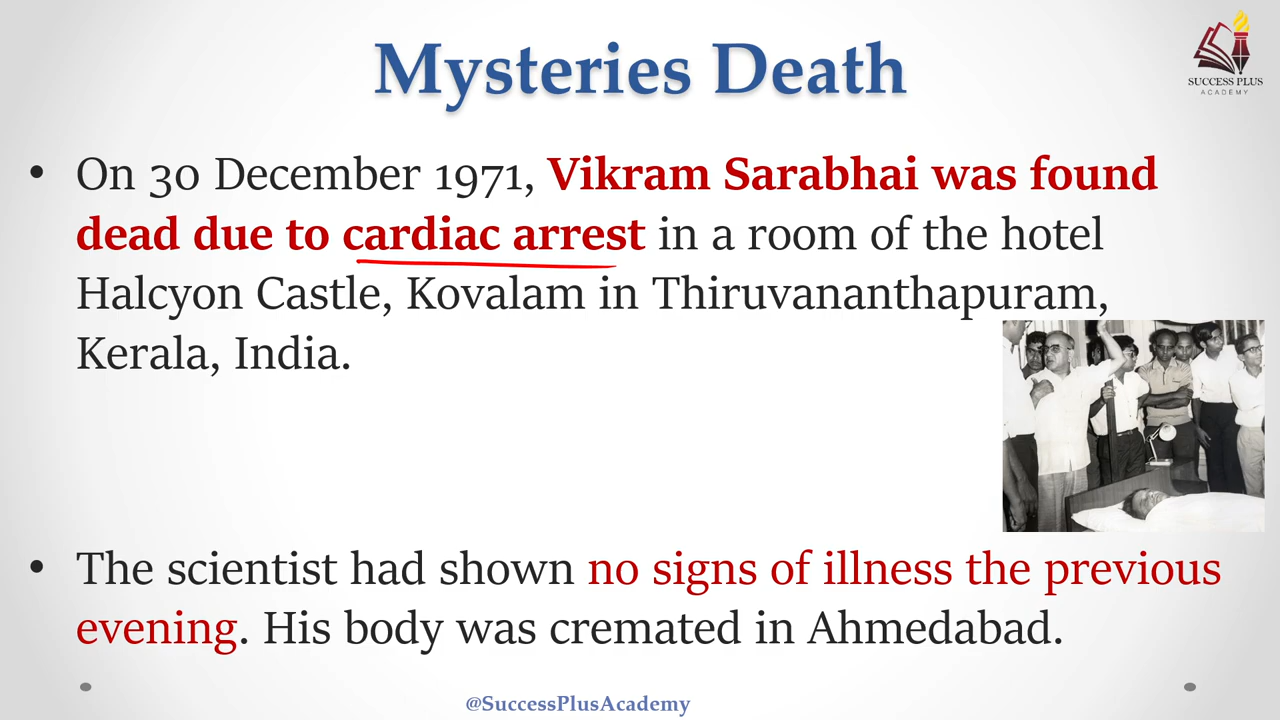 Mysteries Death
SUCCESS PLUS
ACADEMY
• On 30 December 1971, Vikram Sarabhai was found
dead due to cardiac arrest in a room of the hotel
Halcyon Castle, Kovalam in Thiruvananthapuram,
Kerala, India.
• The scientist had shown no signs of illness the previous
evening. His body was cremated in Ahmedabad.
@SuccessPlusAcademy